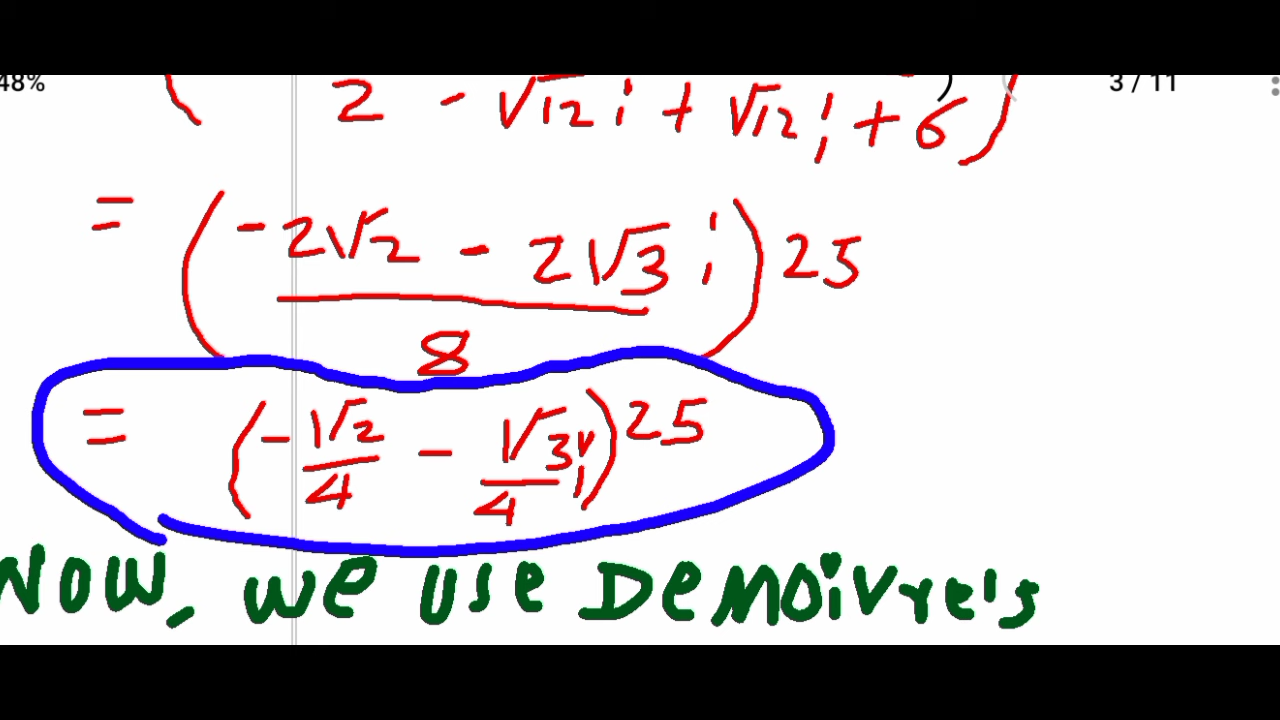 48% 3 / 11
( 2 - √12 i + √12 i + 6 )
= ( -2√2 - 2√3 i / 8 ) 25
= ( - 1√2 / 4 - 1√3 i / 4 ) 25
Now, we use DeMoivre's